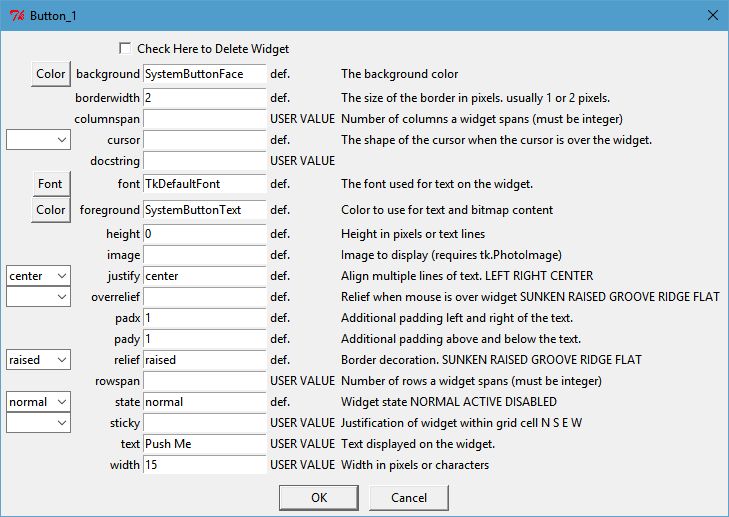 Button_1
Check Here to Delete Widget
Color background SystemButtonFace def. The background color
borderwidth 2 def. The size of the border in pixels. usually 1 or 2 pixels.
columnspan USER VALUE Number of columns a widget spans (must be integer)
cursor def. The shape of the cursor when the cursor is over the widget.
docstring USER VALUE
Font font TkDefaultFont def. The font used for text on the widget.
Color foreground SystemButtonText def. Color to use for text and bitmap content
height 0 def. Height in pixels or text lines
image def. Image to display (requires tk.PhotoImage)
center justify center def. Align multiple lines of text. LEFT RIGHT CENTER
overrelief def. Relief when mouse is over widget SUNKEN RAISED GROOVE RIDGE FLAT
padx 1 def. Additional padding left and right of the text.
pady 1 def. Additional padding above and below the text.
raised relief raised def. Border decoration. SUNKEN RAISED GROOVE RIDGE FLAT
rowspan USER VALUE Number of rows a widget spans (must be integer)
normal state normal def. Widget state NORMAL ACTIVE DISABLED
sticky USER VALUE Justification of widget within grid cell N S E W
text Push Me USER VALUE Text displayed on the widget.
width 15 USER VALUE Width in pixels or characters
OK Cancel